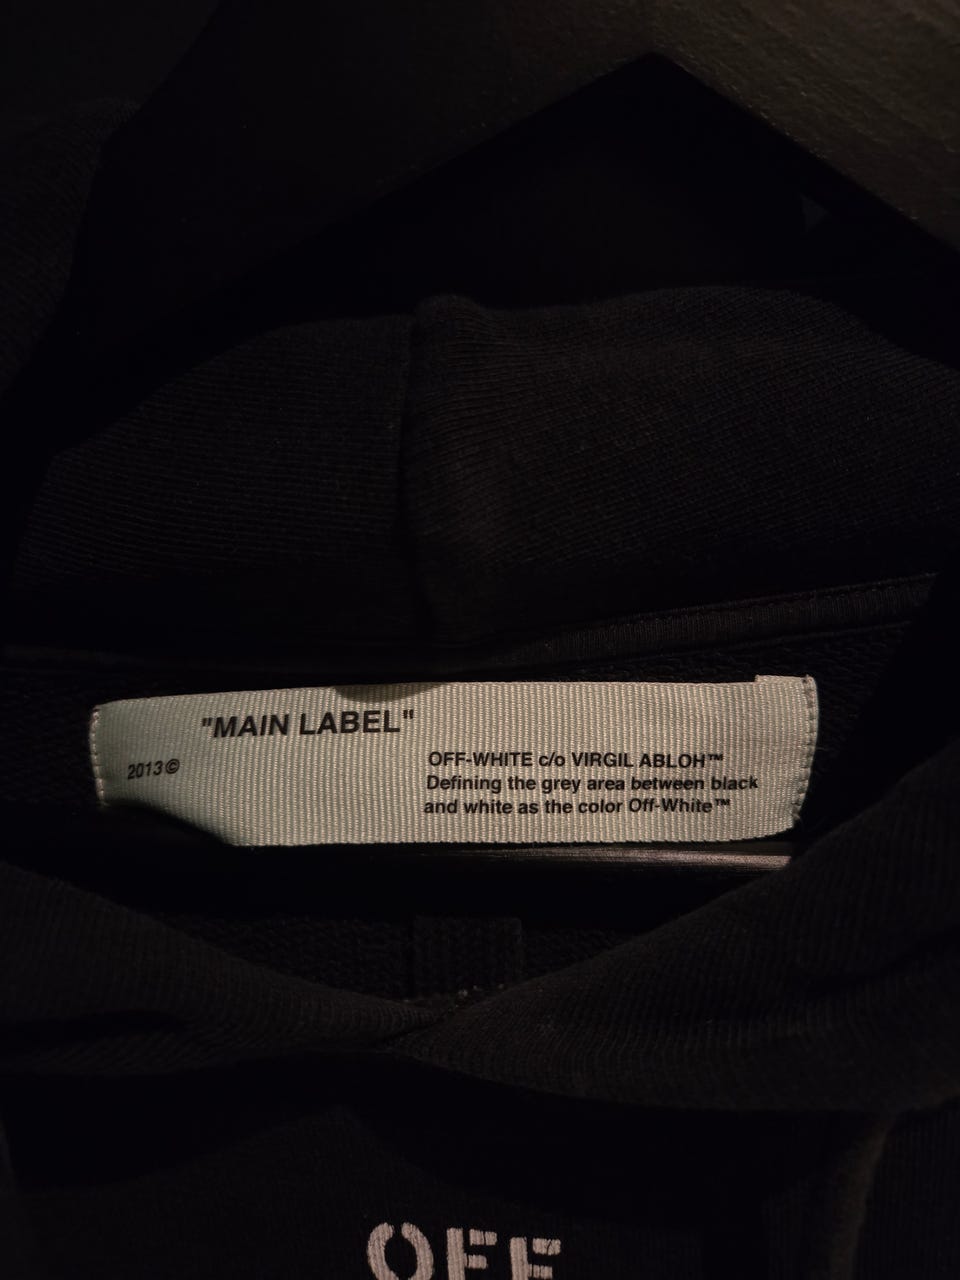 "MAIN LABEL"
2013©
OFF-WHITE c/o VIRGIL ABLOH™
Defining the grey area between black
and white as the color Off-White™
OFF